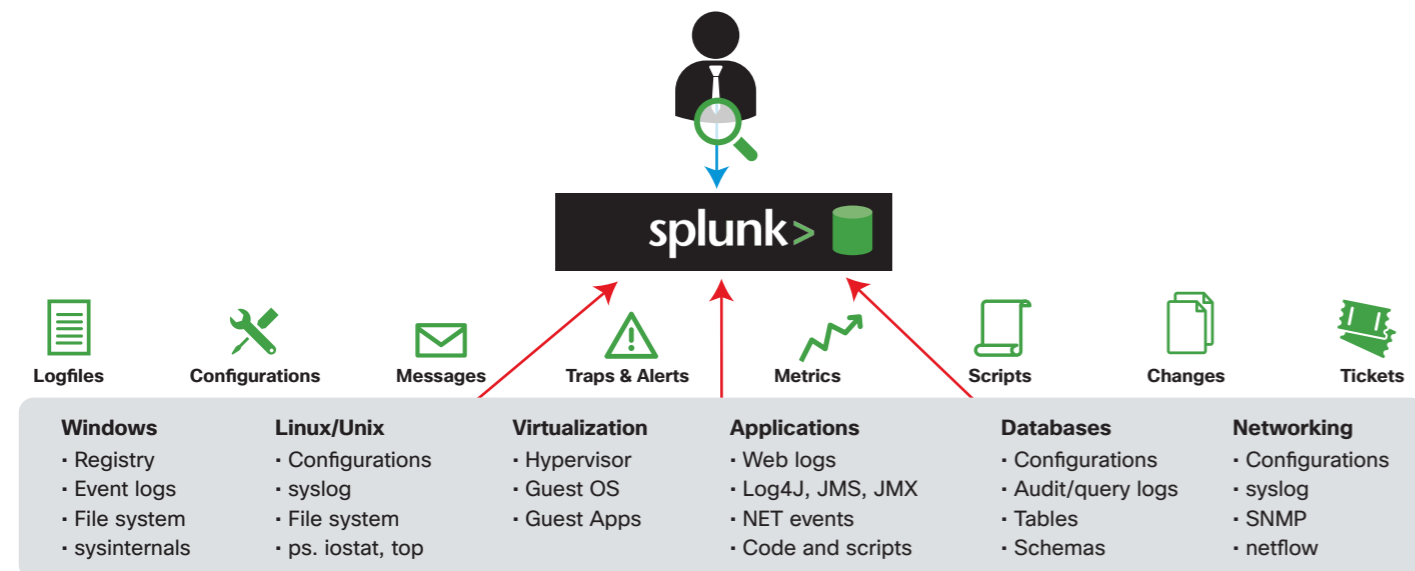 splunk>
Logfiles Configurations Messages Traps & Alerts Metrics Scripts Changes Tickets
Windows
· Registry
· Event logs
· File system
· sysinternals
Linux/Unix
· Configurations
· syslog
· File system
· ps. iostat, top
Virtualization
· Hypervisor
· Guest OS
· Guest Apps
Applications
· Web logs
· Log4J, JMS, JMX
· NET events
· Code and scripts
Databases
· Configurations
· Audit/query logs
· Tables
· Schemas
Networking
· Configurations
· syslog
· SNMP
· netflow